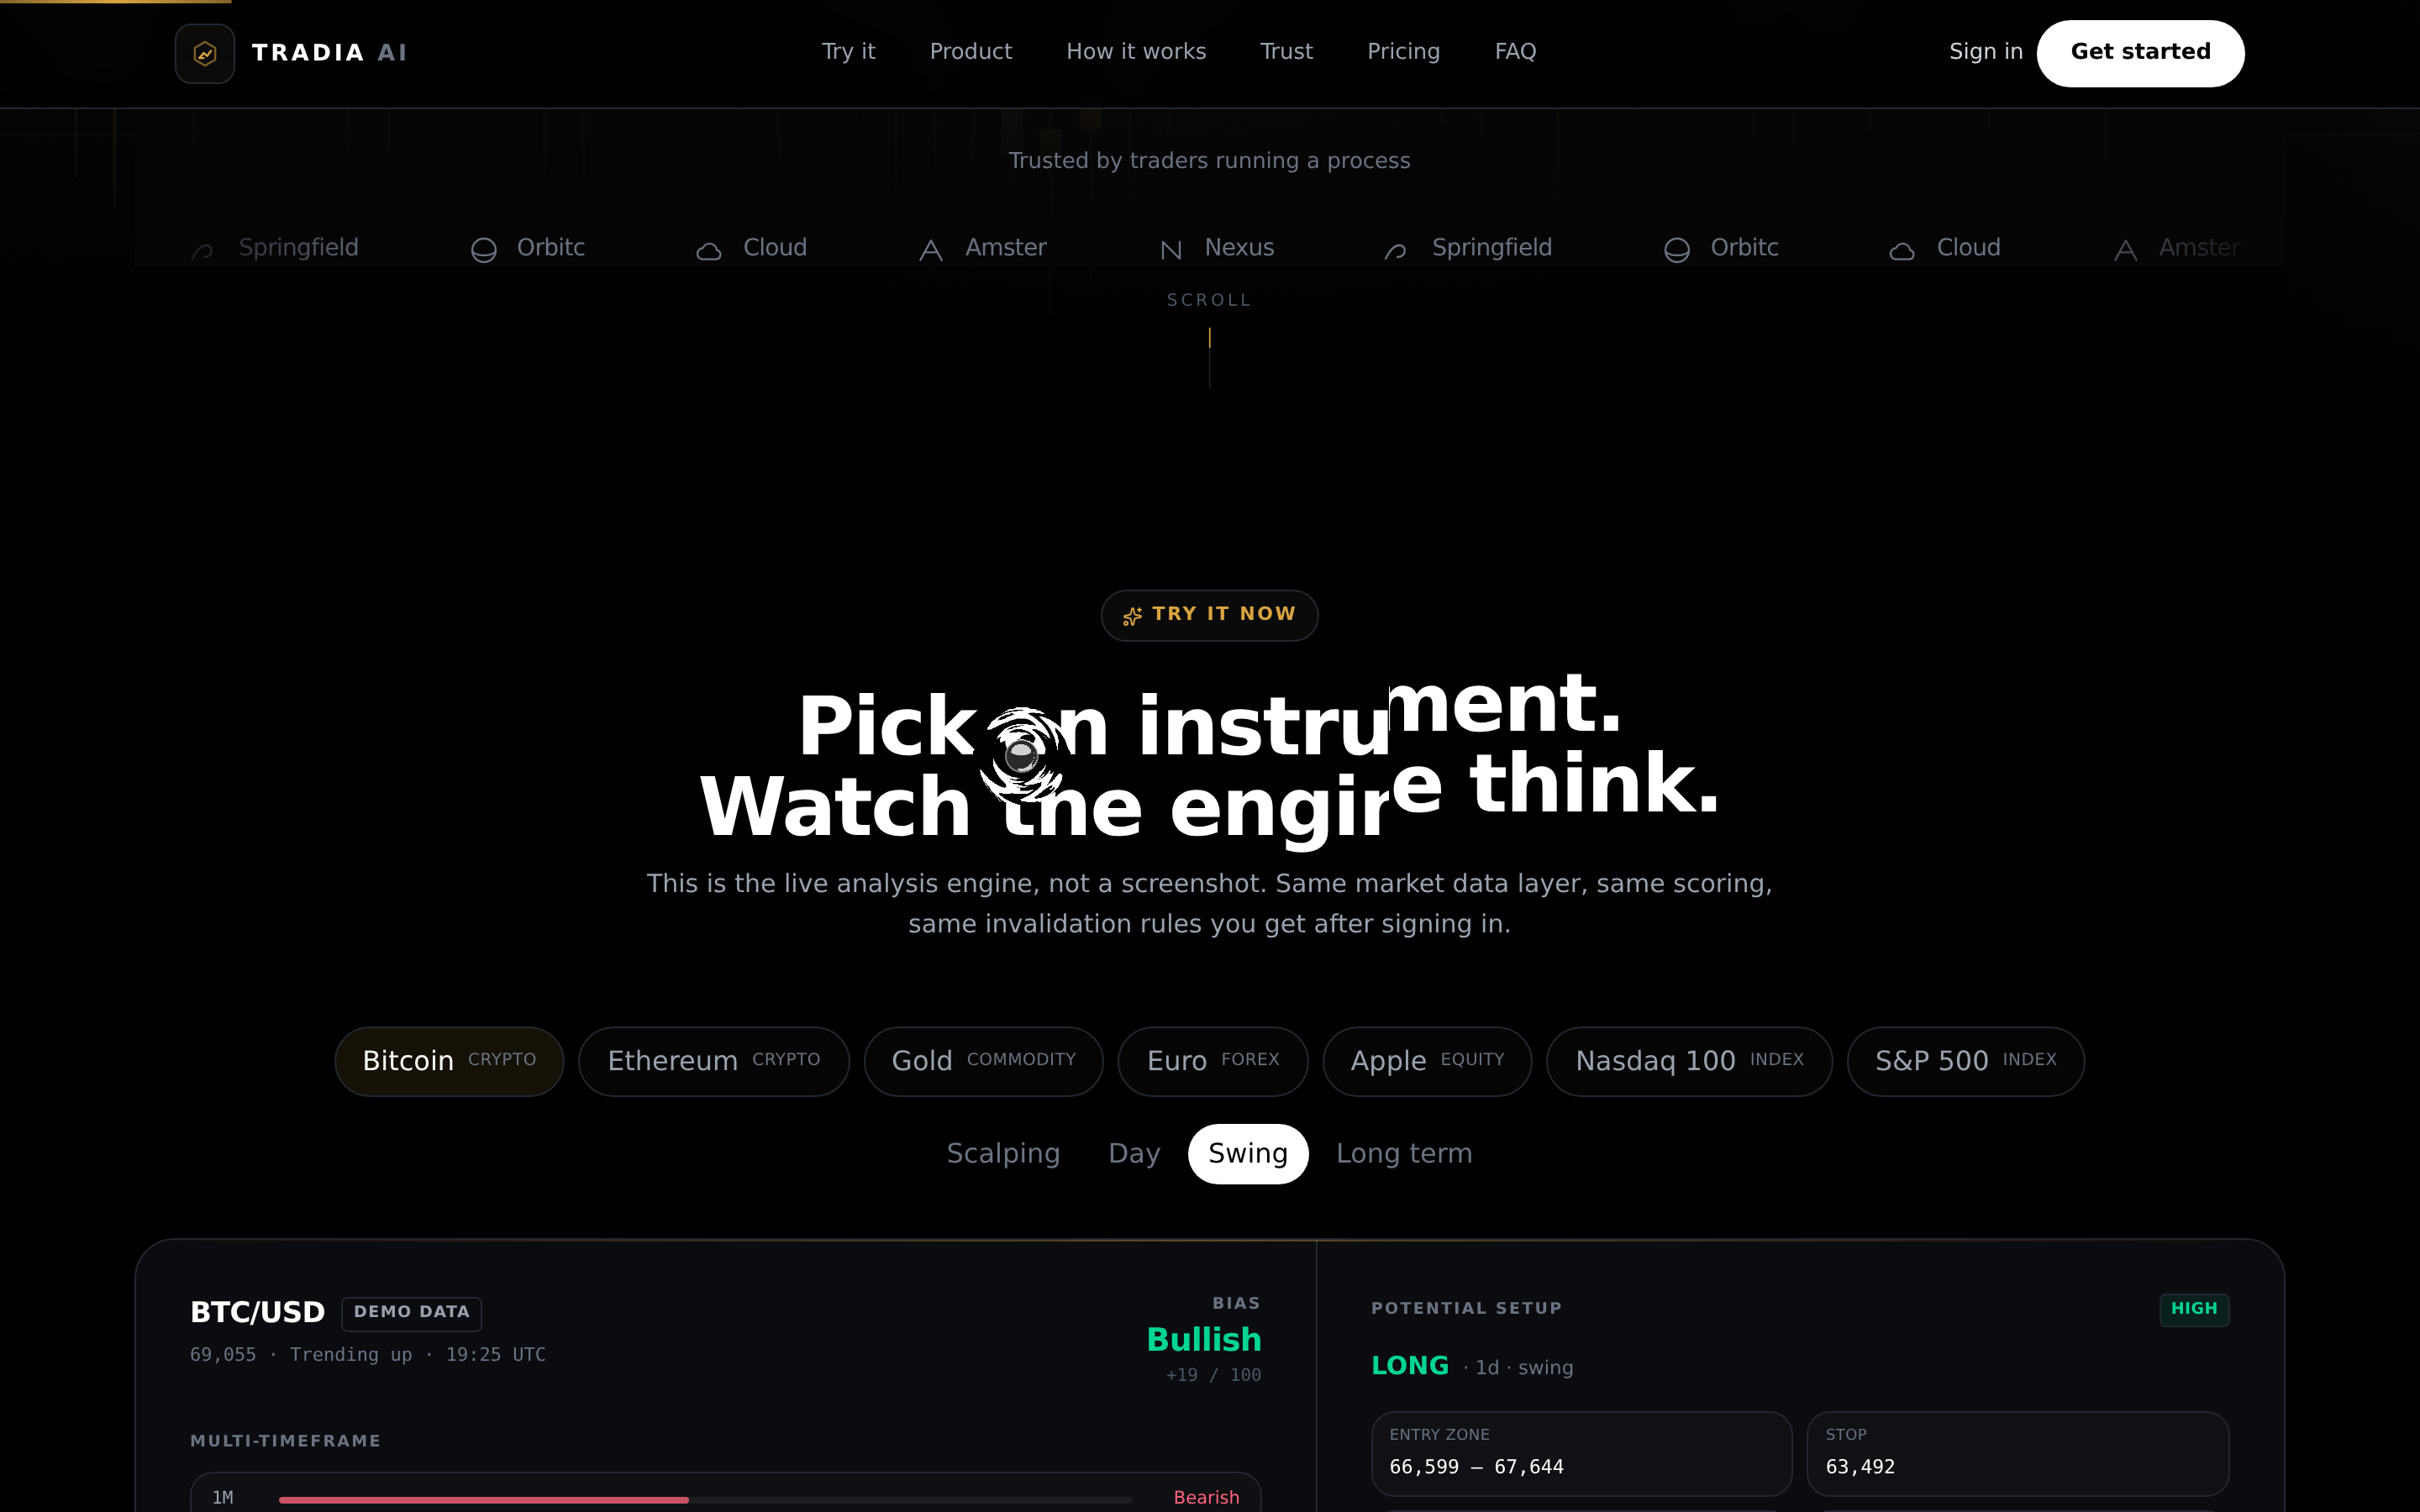 TRADIA AI
Try it
Product
How it works
Trust
Pricing
FAQ
Sign in
Get started
Trusted by traders running a process
Springfield
Orbitc
Cloud
Amster
Nexus
Springfield
Orbitc
Cloud
Amster
SCROLL
TRY IT NOW
Pick n instrument.
Watch the engine think.
This is the live analysis engine, not a screenshot. Same market data layer, same scoring,
same invalidation rules you get after signing in.
Bitcoin CRYPTO
Ethereum CRYPTO
Gold COMMODITY
Euro FOREX
Apple EQUITY
Nasdaq 100 INDEX
S&P 500 INDEX
Scalping
Day
Swing
Long term
BTC/USD DEMO DATA
69,055 · Trending up · 19:25 UTC
BIAS
Bullish
+19 / 100
MULTI-TIMEFRAME
1M
Bearish
POTENTIAL SETUP
HIGH
LONG · 1d · swing
ENTRY ZONE
66,599 – 67,644
STOP
63,492